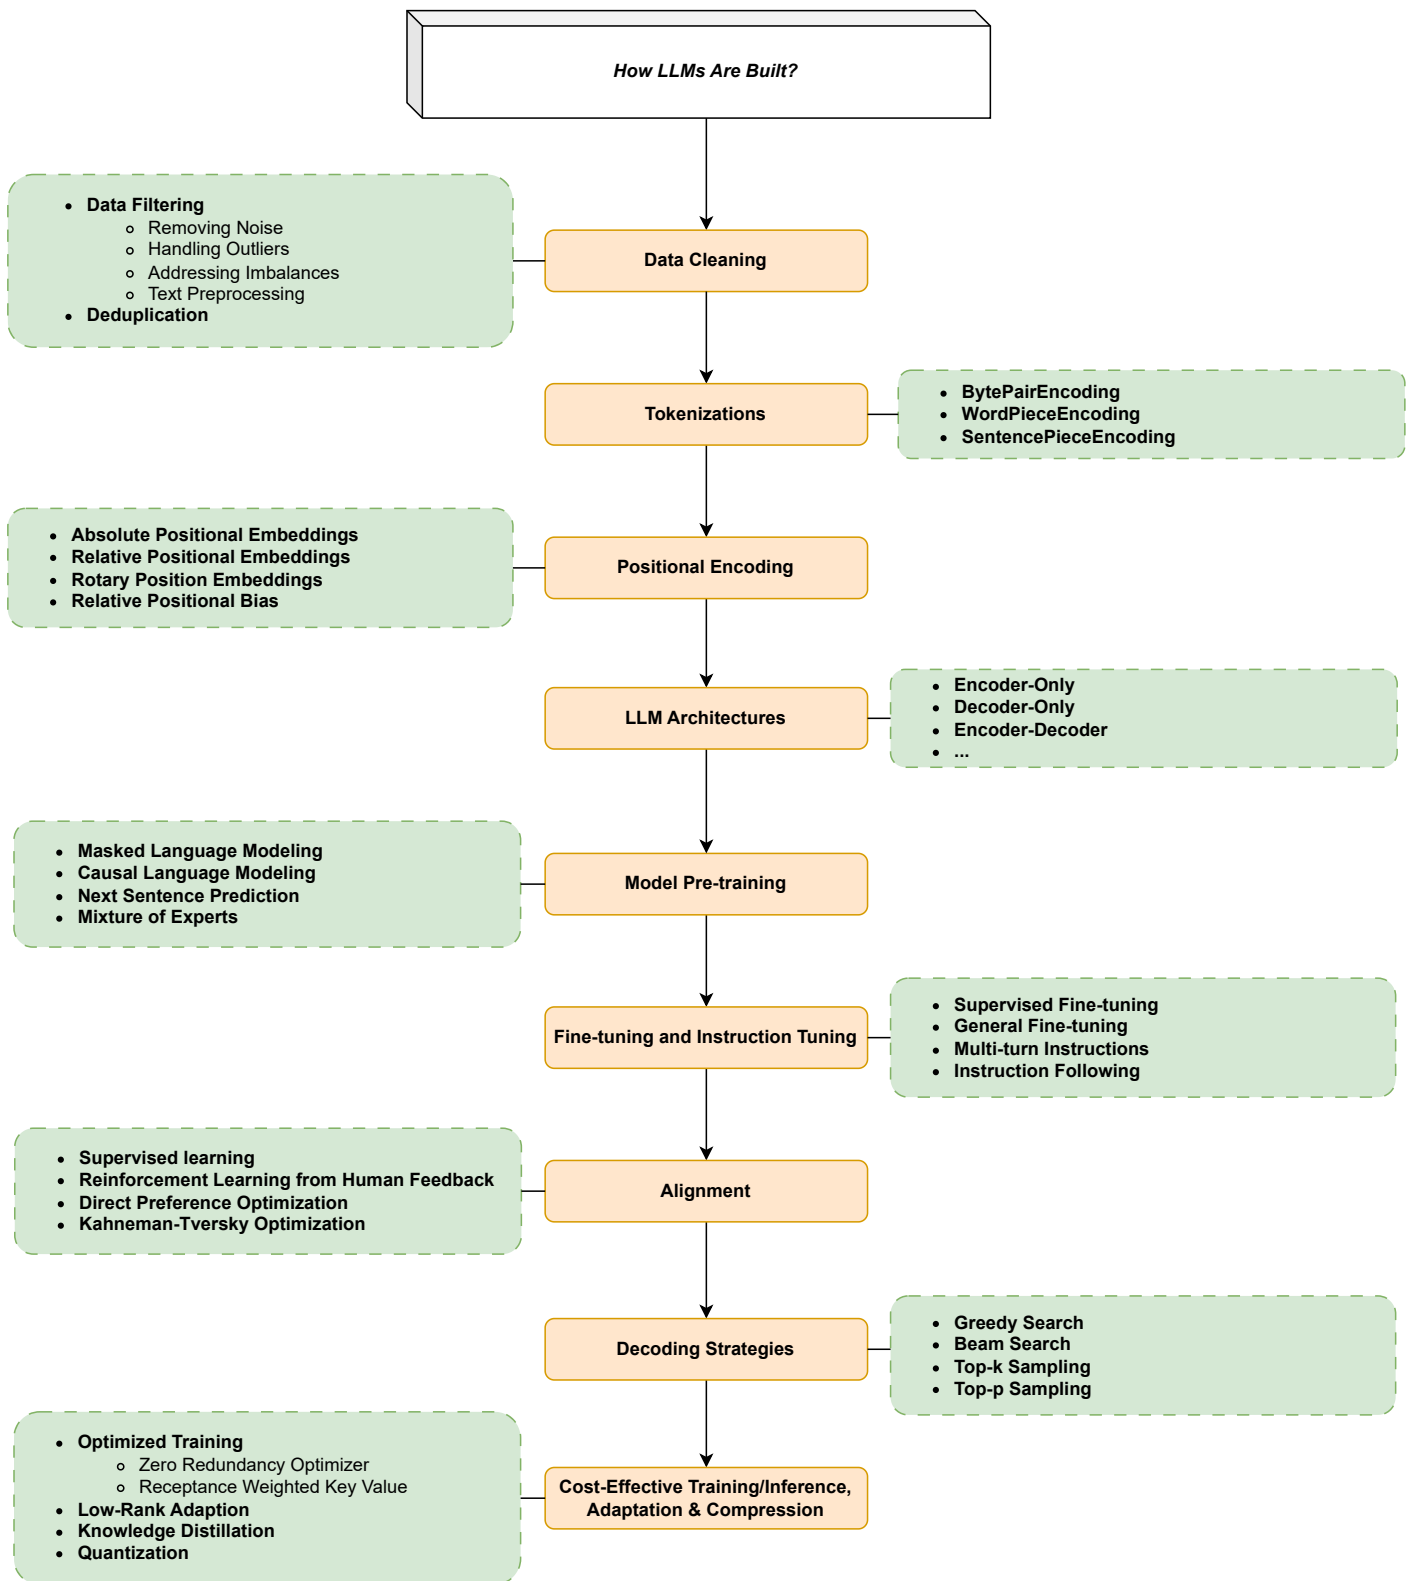 How LLMs Are Built?
Data Filtering
Removing Noise
Handling Outliers
Addressing Imbalances
Text Preprocessing
Deduplication
Data Cleaning
Tokenizations
BytePairEncoding
WordPieceEncoding
SentencePieceEncoding
Absolute Positional Embeddings
Relative Positional Embeddings
Rotary Position Embeddings
Relative Positional Bias
Positional Encoding
LLM Architectures
Encoder-Only
Decoder-Only
Encoder-Decoder
...
Masked Language Modeling
Causal Language Modeling
Next Sentence Prediction
Mixture of Experts
Model Pre-training
Fine-tuning and Instruction Tuning
Supervised Fine-tuning
General Fine-tuning
Multi-turn Instructions
Instruction Following
Supervised learning
Reinforcement Learning from Human Feedback
Direct Preference Optimization
Kahneman-Tversky Optimization
Alignment
Decoding Strategies
Greedy Search
Beam Search
Top-k Sampling
Top-p Sampling
Optimized Training
Zero Redundancy Optimizer
Receptance Weighted Key Value
Low-Rank Adaption
Knowledge Distillation
Quantization
Cost-Effective Training/Inference,
Adaptation & Compression